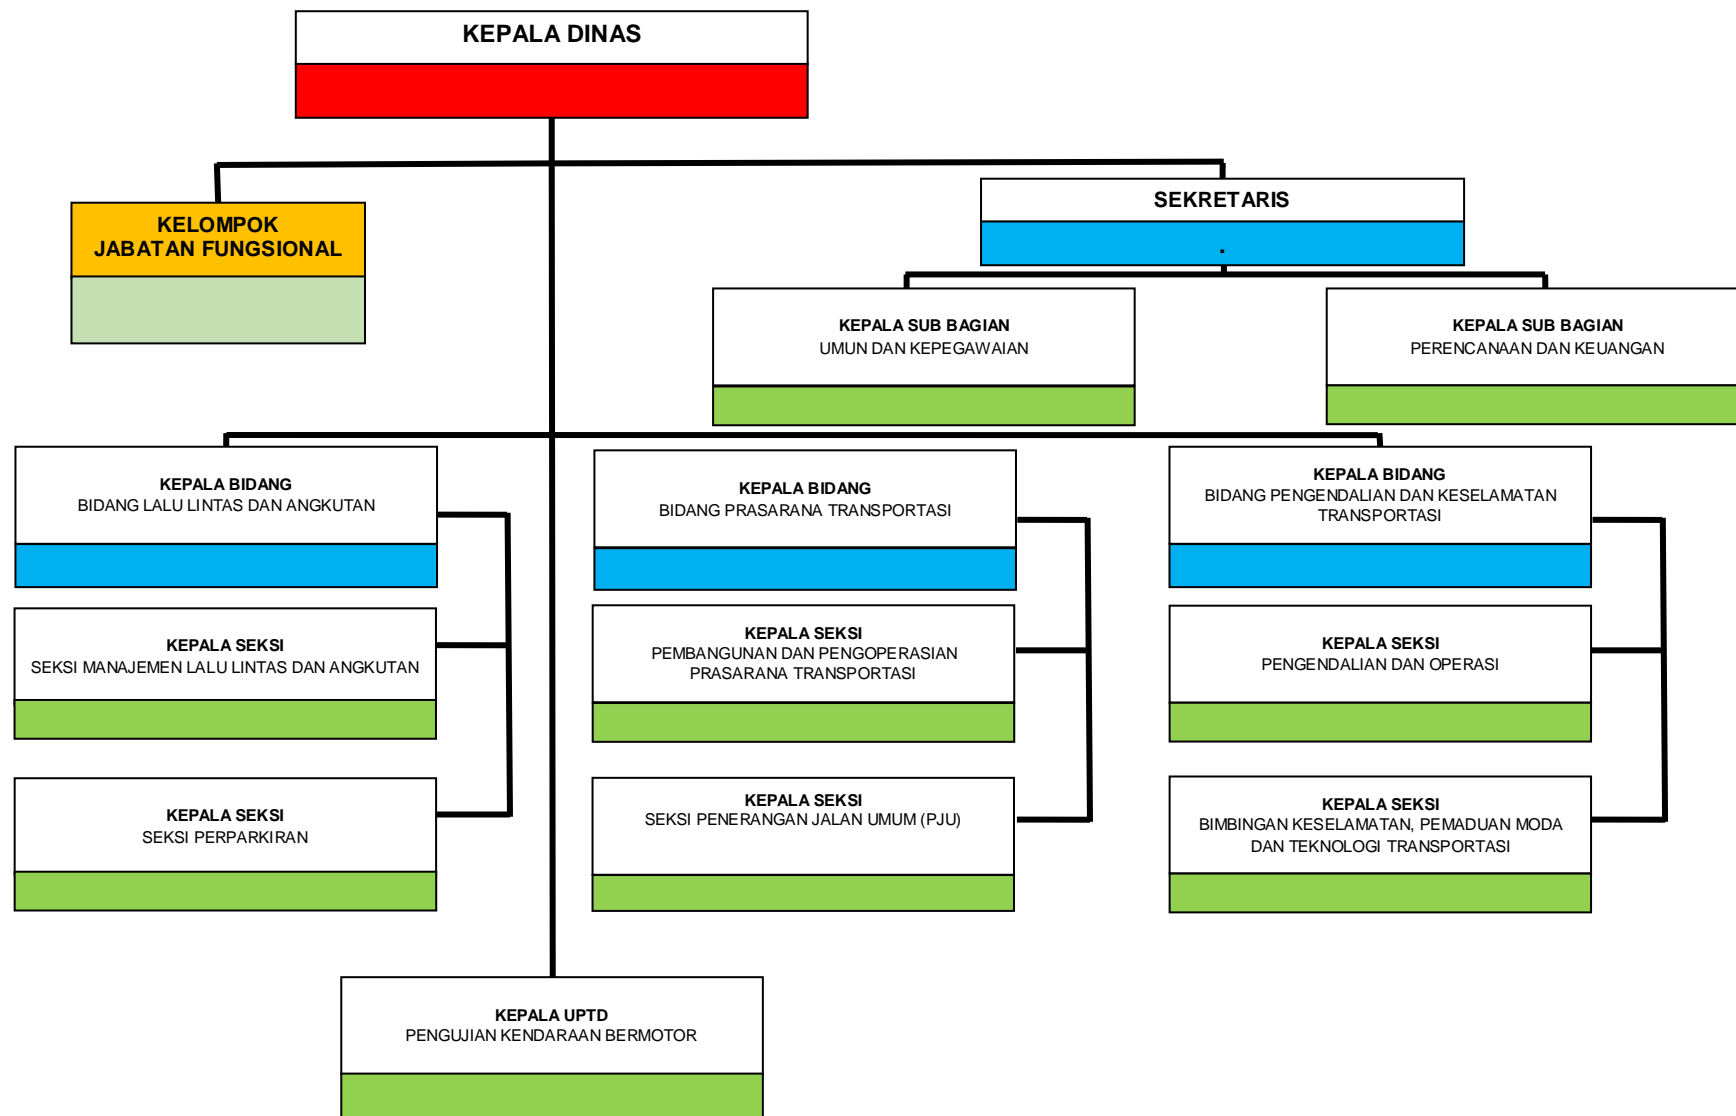 KEPALA DINAS
SEKRETARIS
.
KELOMPOK
JABATAN FUNGSIONAL
KEPALA SUB BAGIAN
UMUN DAN KEPEGAWAIAN
KEPALA SUB BAGIAN
PERENCANAAN DAN KEUANGAN
KEPALA BIDANG
BIDANG LALU LINTAS DAN ANGKUTAN
KEPALA BIDANG
BIDANG PRASARANA TRANSPORTASI
KEPALA BIDANG
BIDANG PENGENDALIAN DAN KESELAMATAN
TRANSPORTASI
KEPALA SEKSI
SEKSI MANAJEMEN LALU LINTAS DAN ANGKUTAN
KEPALA SEKSI
PEMBANGUNAN DAN PENGOPERASIAN
PRASARANA TRANSPORTASI
KEPALA SEKSI
PENGENDALIAN DAN OPERASI
KEPALA SEKSI
SEKSI PERPARKIRAN
KEPALA SEKSI
SEKSI PENERANGAN JALAN UMUM (PJU)
KEPALA SEKSI
BIMBINGAN KESELAMATAN, PEMADUAN MODA
DAN TEKNOLOGI TRANSPORTASI
KEPALA UPTD
PENGUJIAN KENDARAAN BERMOTOR